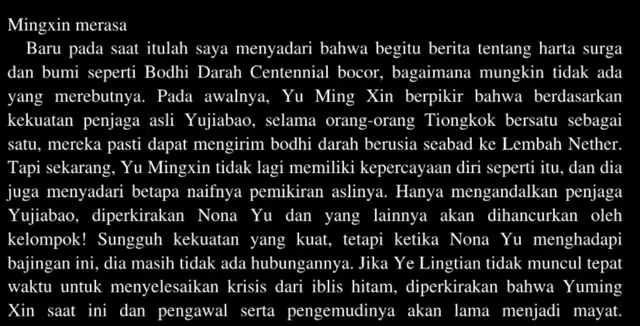 Mingxin merasa
Baru pada saat itulah saya menyadari bahwa begitu berita tentang harta surga
dan bumi seperti Bodhi Darah Centennial bocor, bagaimana mungkin tidak ada
yang merebutnya. Pada awalnya, Yu Ming Xin berpikir bahwa berdasarkan
kekuatan penjaga asli Yujiabao, selama orang-orang Tiongkok bersatu sebagai
satu, mereka pasti dapat mengirim bodhi darah berusia seabad ke Lembah Nether.
Tapi sekarang, Yu Mingxin tidak lagi memiliki kepercayaan diri seperti itu, dan dia
juga menyadari betapa naifnya pemikiran aslinya. Hanya mengandalkan penjaga
Yujiabao, diperkirakan Nona Yu dan yang lainnya akan dihancurkan oleh
kelompok! Sungguh kekuatan yang kuat, tetapi ketika Nona Yu menghadapi
bajingan ini, dia masih tidak ada hubungannya. Jika Ye Lingtian tidak muncul tepat
waktu untuk menyelesaikan krisis dari iblis hitam, diperkirakan bahwa Yuming
Xin saat ini dan pengawal serta pengemudinya akan lama menjadi mayat.